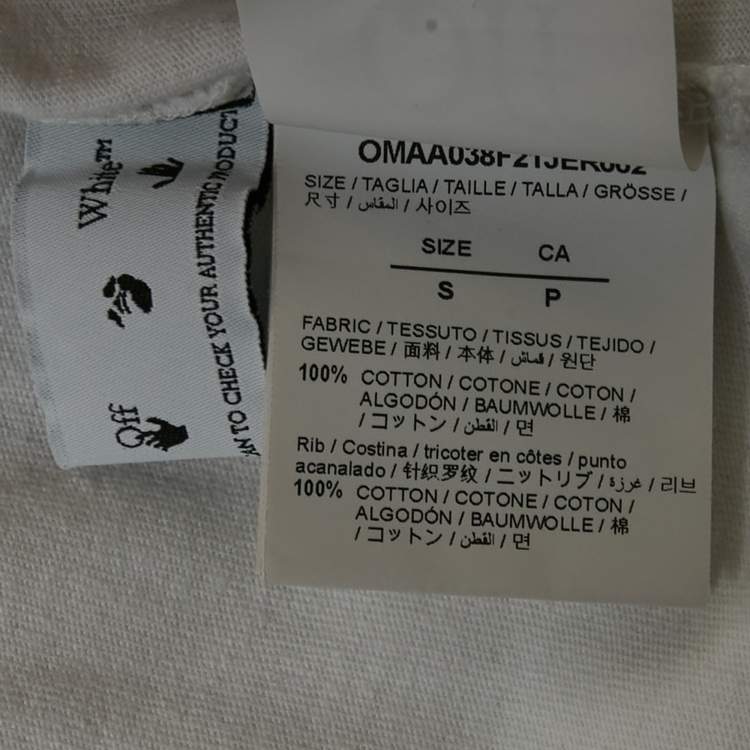 White™
Off
AN TO CHECK YOUR AUTHENTIC PRODUCT
OMAA038F21JER002
SIZE / TAGLIA / TAILLE / TALLA / GRÖSSE /
尺寸 / المقاس / 사이즈
SIZE CA
S P
FABRIC / TESSUTO / TISSUS / TEJIDO /
GEWEBE / 面料 / 本体 / قماش / 원단
100% COTTON / COTONE / COTON /
ALGODÓN / BAUMWOLLE / 棉
/ コットン / القطن / 면
Rib / Costina / tricoter en côtes / punto
acanalado / 针织罗纹 / ニットリブ / غرزة / 리브
100% COTTON / COTONE / COTON /
ALGODÓN / BAUMWOLLE / 棉
/ コットン / القطن / 면